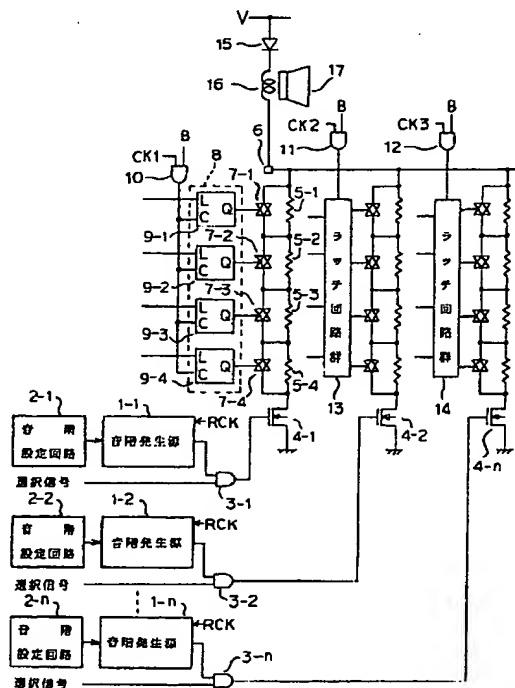 V
15
16
17
6
CK2
B
11
CK3
B
12
CK1
B
10
8
7-1
5-1
L
C
Q
9-1
7-2
5-2
L
C
Q
9-2
7-3
5-3
L
C
Q
9-3
7-4
5-4
L
C
Q
9-4
ラッチ回路群
13
ラッチ回路群
14
4-1
4-2
4-n
2-1
音階
設定回路
1-1
音階発生源
RCK
選択信号
3-1
2-2
音階
設定回路
1-2
音階発生源
RCK
選択信号
3-2
2-n
音階
設定回路
1-n
音階発生源
RCK
選択信号
3-n